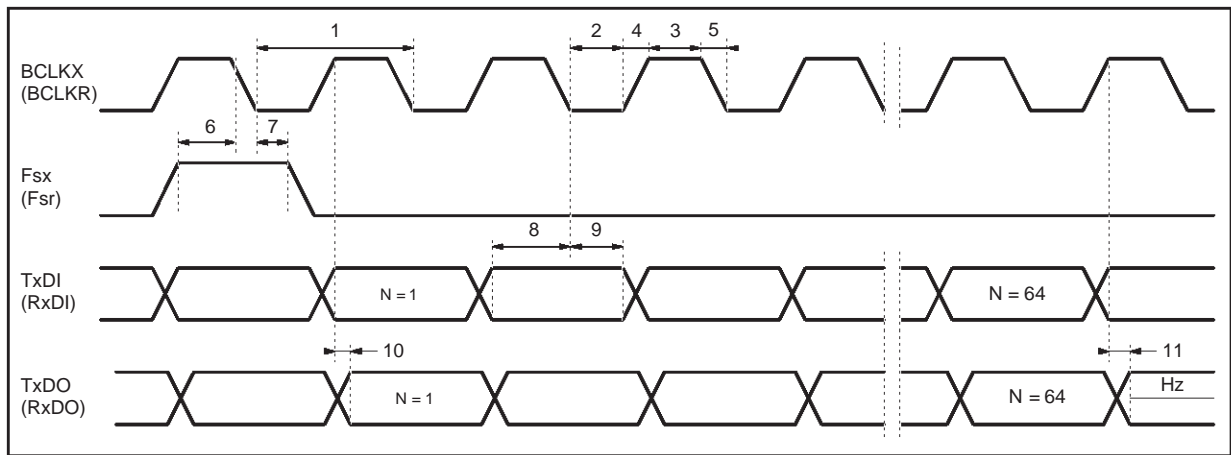 1
2
4
3
5
BCLKX
(BCLKR)
6
7
Fsx
(Fsr)
8
9
TxDI
(RxDI)
N = 1
N = 64
10
11
TxDO
(RxDO)
N = 1
N = 64
Hz